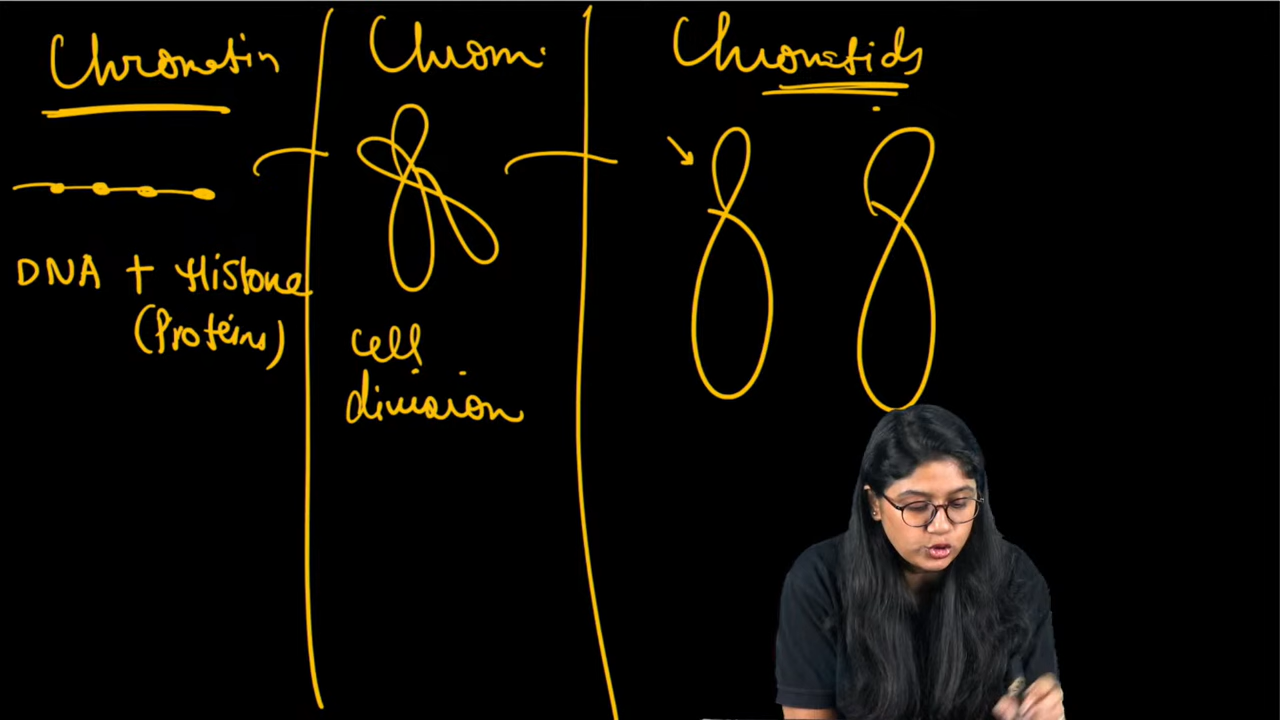 Chromatin
Chrom.
Chromatids
DNA + Histone
(Proteins)
cell
division